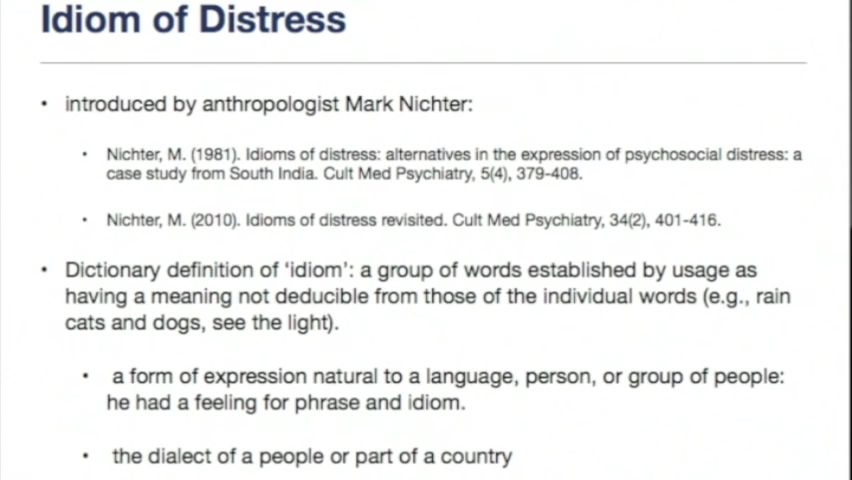 Idiom of Distress
• introduced by anthropologist Mark Nichter:
• Nichter, M. (1981). Idioms of distress: alternatives in the expression of psychosocial distress: a
case study from South India. Cult Med Psychiatry, 5(4), 379-408.
• Nichter, M. (2010). Idioms of distress revisited. Cult Med Psychiatry, 34(2), 401-416.
• Dictionary definition of ‘idiom’: a group of words established by usage as
having a meaning not deducible from those of the individual words (e.g., rain
cats and dogs, see the light).
• a form of expression natural to a language, person, or group of people:
he had a feeling for phrase and idiom.
• the dialect of a people or part of a country